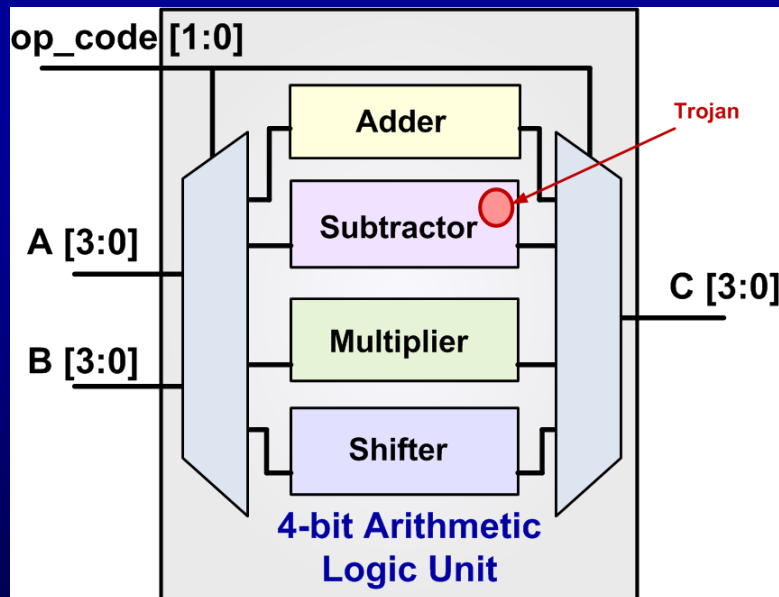 op_code [1:0]
Adder
Trojan
Subtractor
A [3:0]
C [3:0]
Multiplier
B [3:0]
Shifter
4-bit Arithmetic
Logic Unit